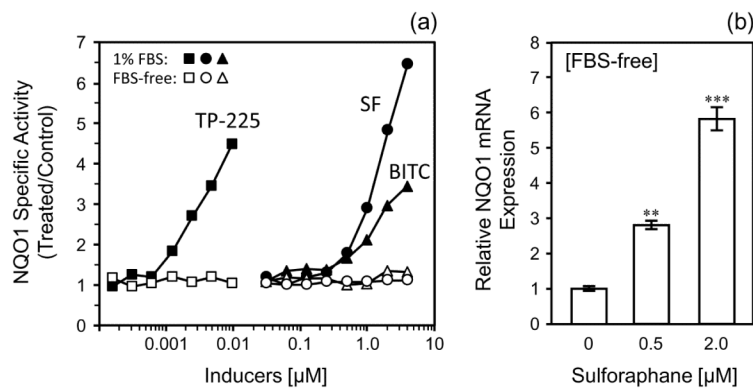 (a)
NQO1 Specific Activity
(Treated/Control)
7
6
5
4
3
2
1
0
1% FBS:
FBS-free:
TP-225
SF
BITC
0.001
0.01
0.1
1.0
10
Inducers [µM]
(b)
Relative NQO1 mRNA
Expression
8
7
6
5
4
3
2
1
0
[FBS-free]
**
***
0
0.5
2.0
Sulforaphane [µM]